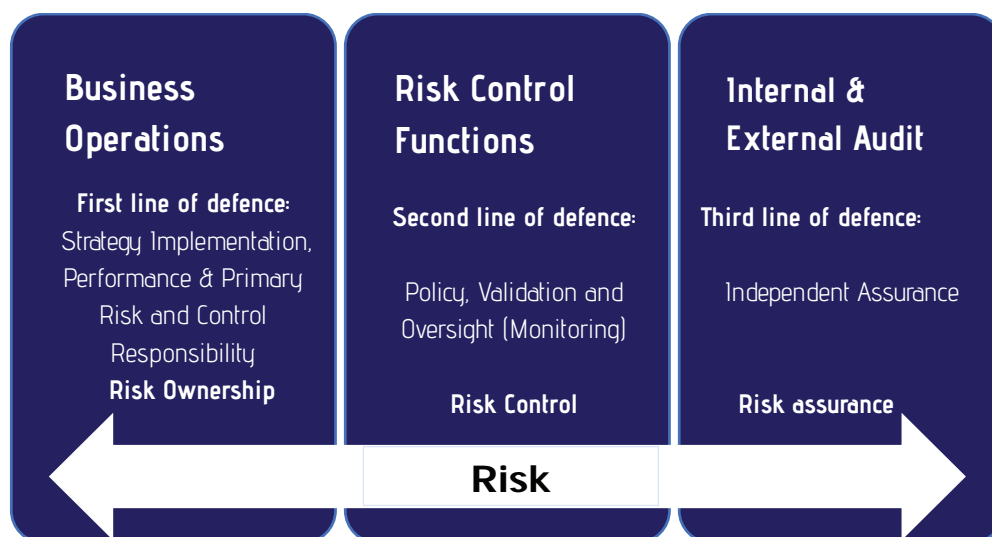 Business
Operations
First line of defence:
Strategy Implementation,
Performance & Primary
Risk and Control
Responsibility
Risk Ownership
Risk Control
Functions
Second line of defence:
Policy, Validation and
Oversight (Monitoring)
Risk Control
Internal &
External Audit
Third line of defence:
Independent Assurance
Risk assurance
Risk